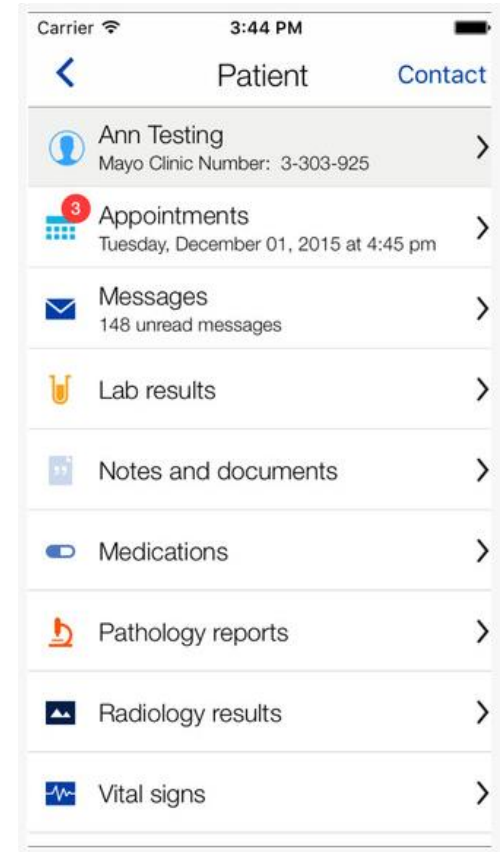 Carrier 3:44 PM
Patient Contact
Ann Testing
Mayo Clinic Number: 3-303-925
3
Appointments
Tuesday, December 01, 2015 at 4:45 pm
Messages
148 unread messages
Lab results
Notes and documents
Medications
Pathology reports
Radiology results
Vital signs